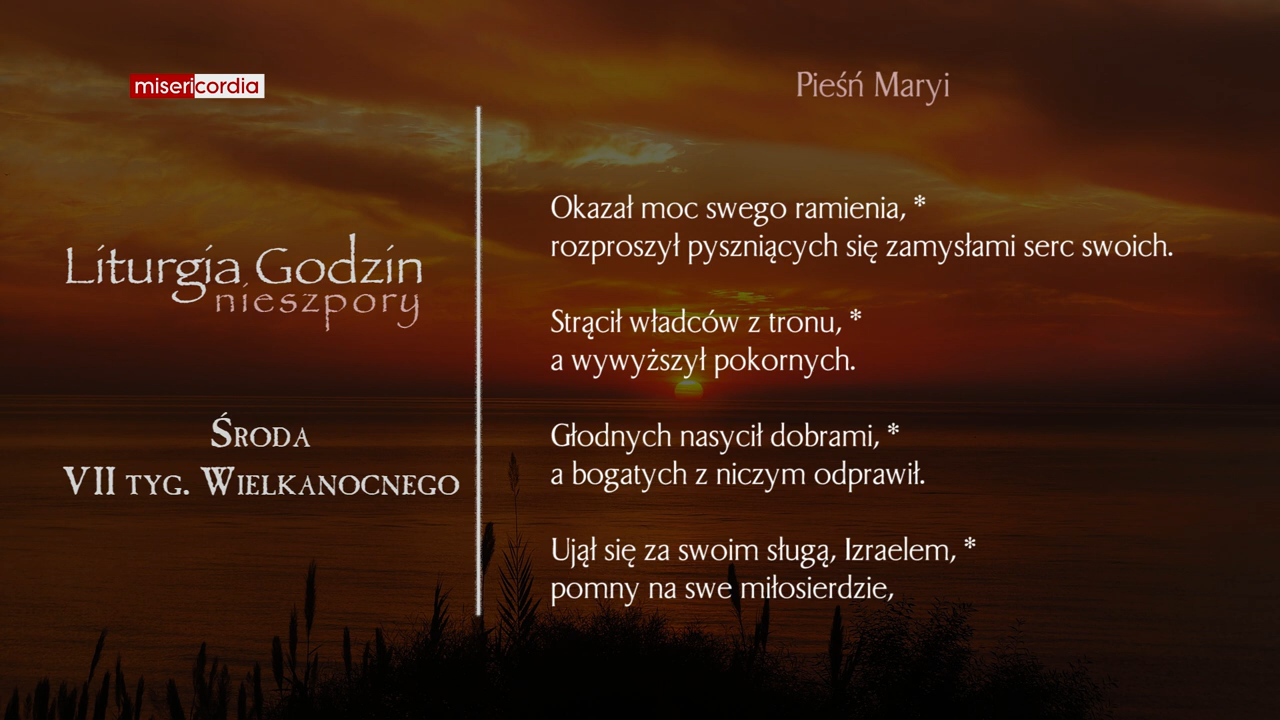 misericordia
Liturgia Godzin
nieszpory
Środa
VII tyg. Wielkanocnego
Pieśń Maryi
Okazał moc swego ramienia, *
rozproszył pyszniących się zamysłami serc swoich.
Strącił władców z tronu, *
a wywyższył pokornych.
Głodnych nasycił dobrami, *
a bogatych z niczym odprawił.
Ujął się za swoim sługą, Izraelem, *
pomny na swe miłosierdzie,